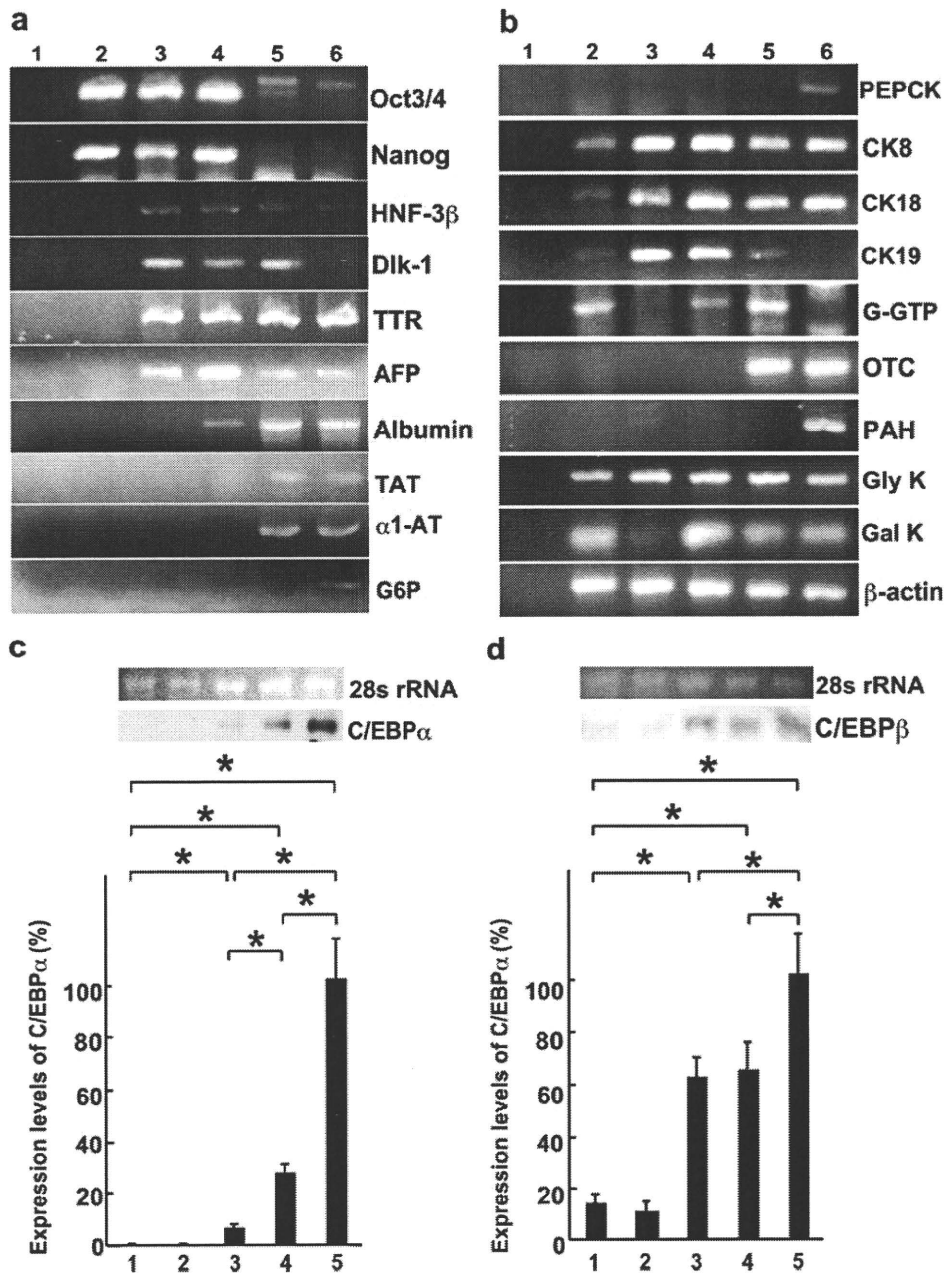 a
1 2 3 4 5 6
Oct3/4
Nanog
HNF-3β
Dlk-1
TTR
AFP
Albumin
TAT
α1-AT
G6P
b
1 2 3 4 5 6
PEPCK
CK8
CK18
CK19
G-GTP
OTC
PAH
Gly K
Gal K
β-actin
c
28s rRNA
C/EBPα
*
*
* *
*
*
Expression levels of C/EBPα (%)
100
80
60
40
20
0
1 2 3 4 5
d
28s rRNA
C/EBPβ
*
*
* *
*
Expression levels of C/EBPα (%)
100
80
60
40
20
0
1 2 3 4 5